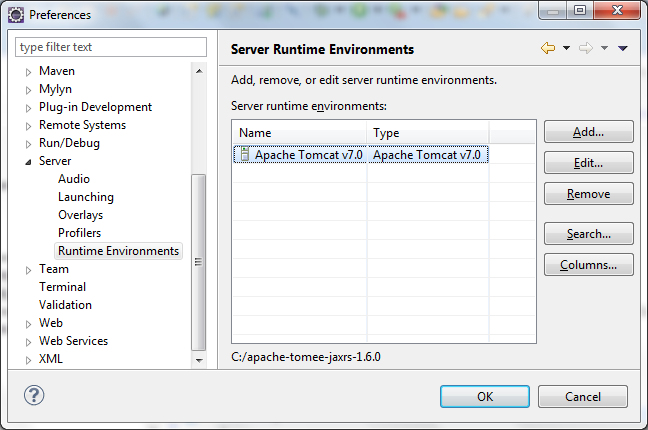 Preferences
type filter text
Maven
Mylyn
Plug-in Development
Remote Systems
Run/Debug
Server
Audio
Launching
Overlays
Profilers
Runtime Environments
Team
Terminal
Validation
Web
Web Services
XML
Server Runtime Environments
Add, remove, or edit server runtime environments.
Server runtime environments:
Name Type
Apache Tomcat v7.0 Apache Tomcat v7.0
Add...
Edit...
Remove
Search...
Columns...
C:/apache-tomee-jaxrs-1.6.0
?
OK Cancel